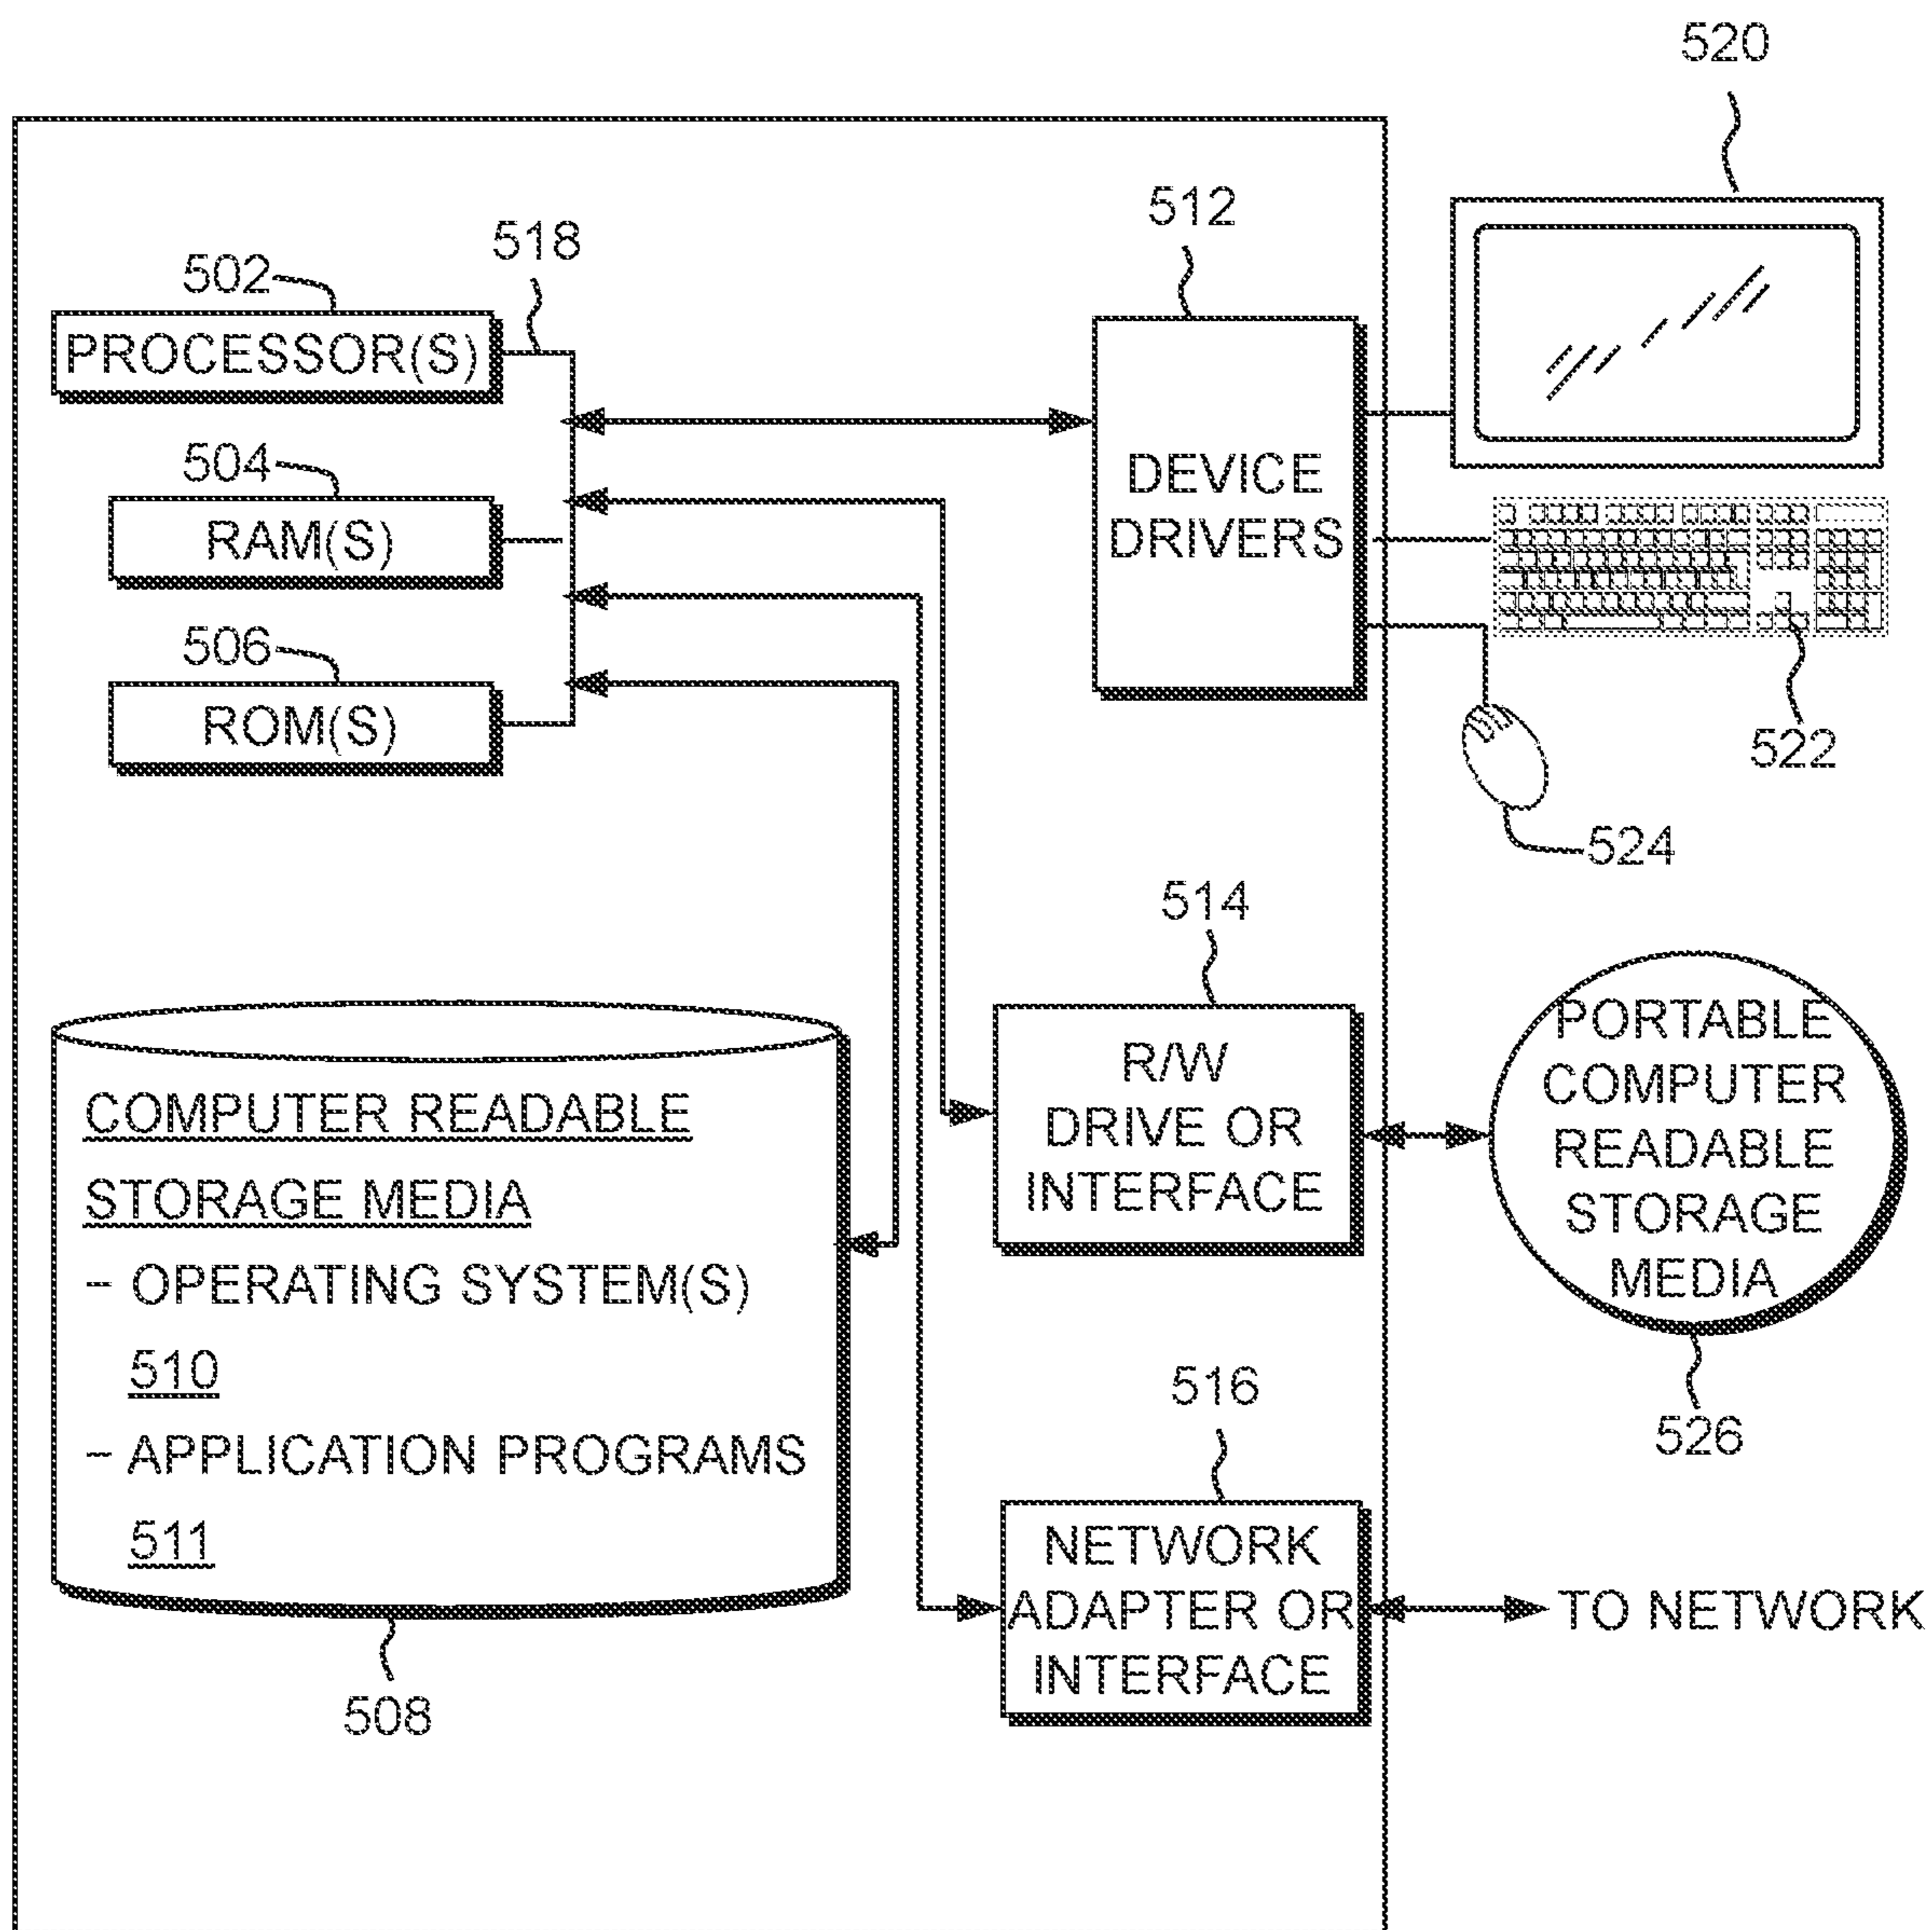 520
512
518
502
PROCESSOR(S)
504
RAM(S)
DEVICE
DRIVERS
506
ROM(S)
522
524
514
R/W
DRIVE OR
INTERFACE
PORTABLE
COMPUTER
READABLE
STORAGE
MEDIA
526
COMPUTER READABLE
STORAGE MEDIA
- OPERATING SYSTEM(S)
510
- APPLICATION PROGRAMS
511
508
516
NETWORK
ADAPTER OR
INTERFACE
TO NETWORK